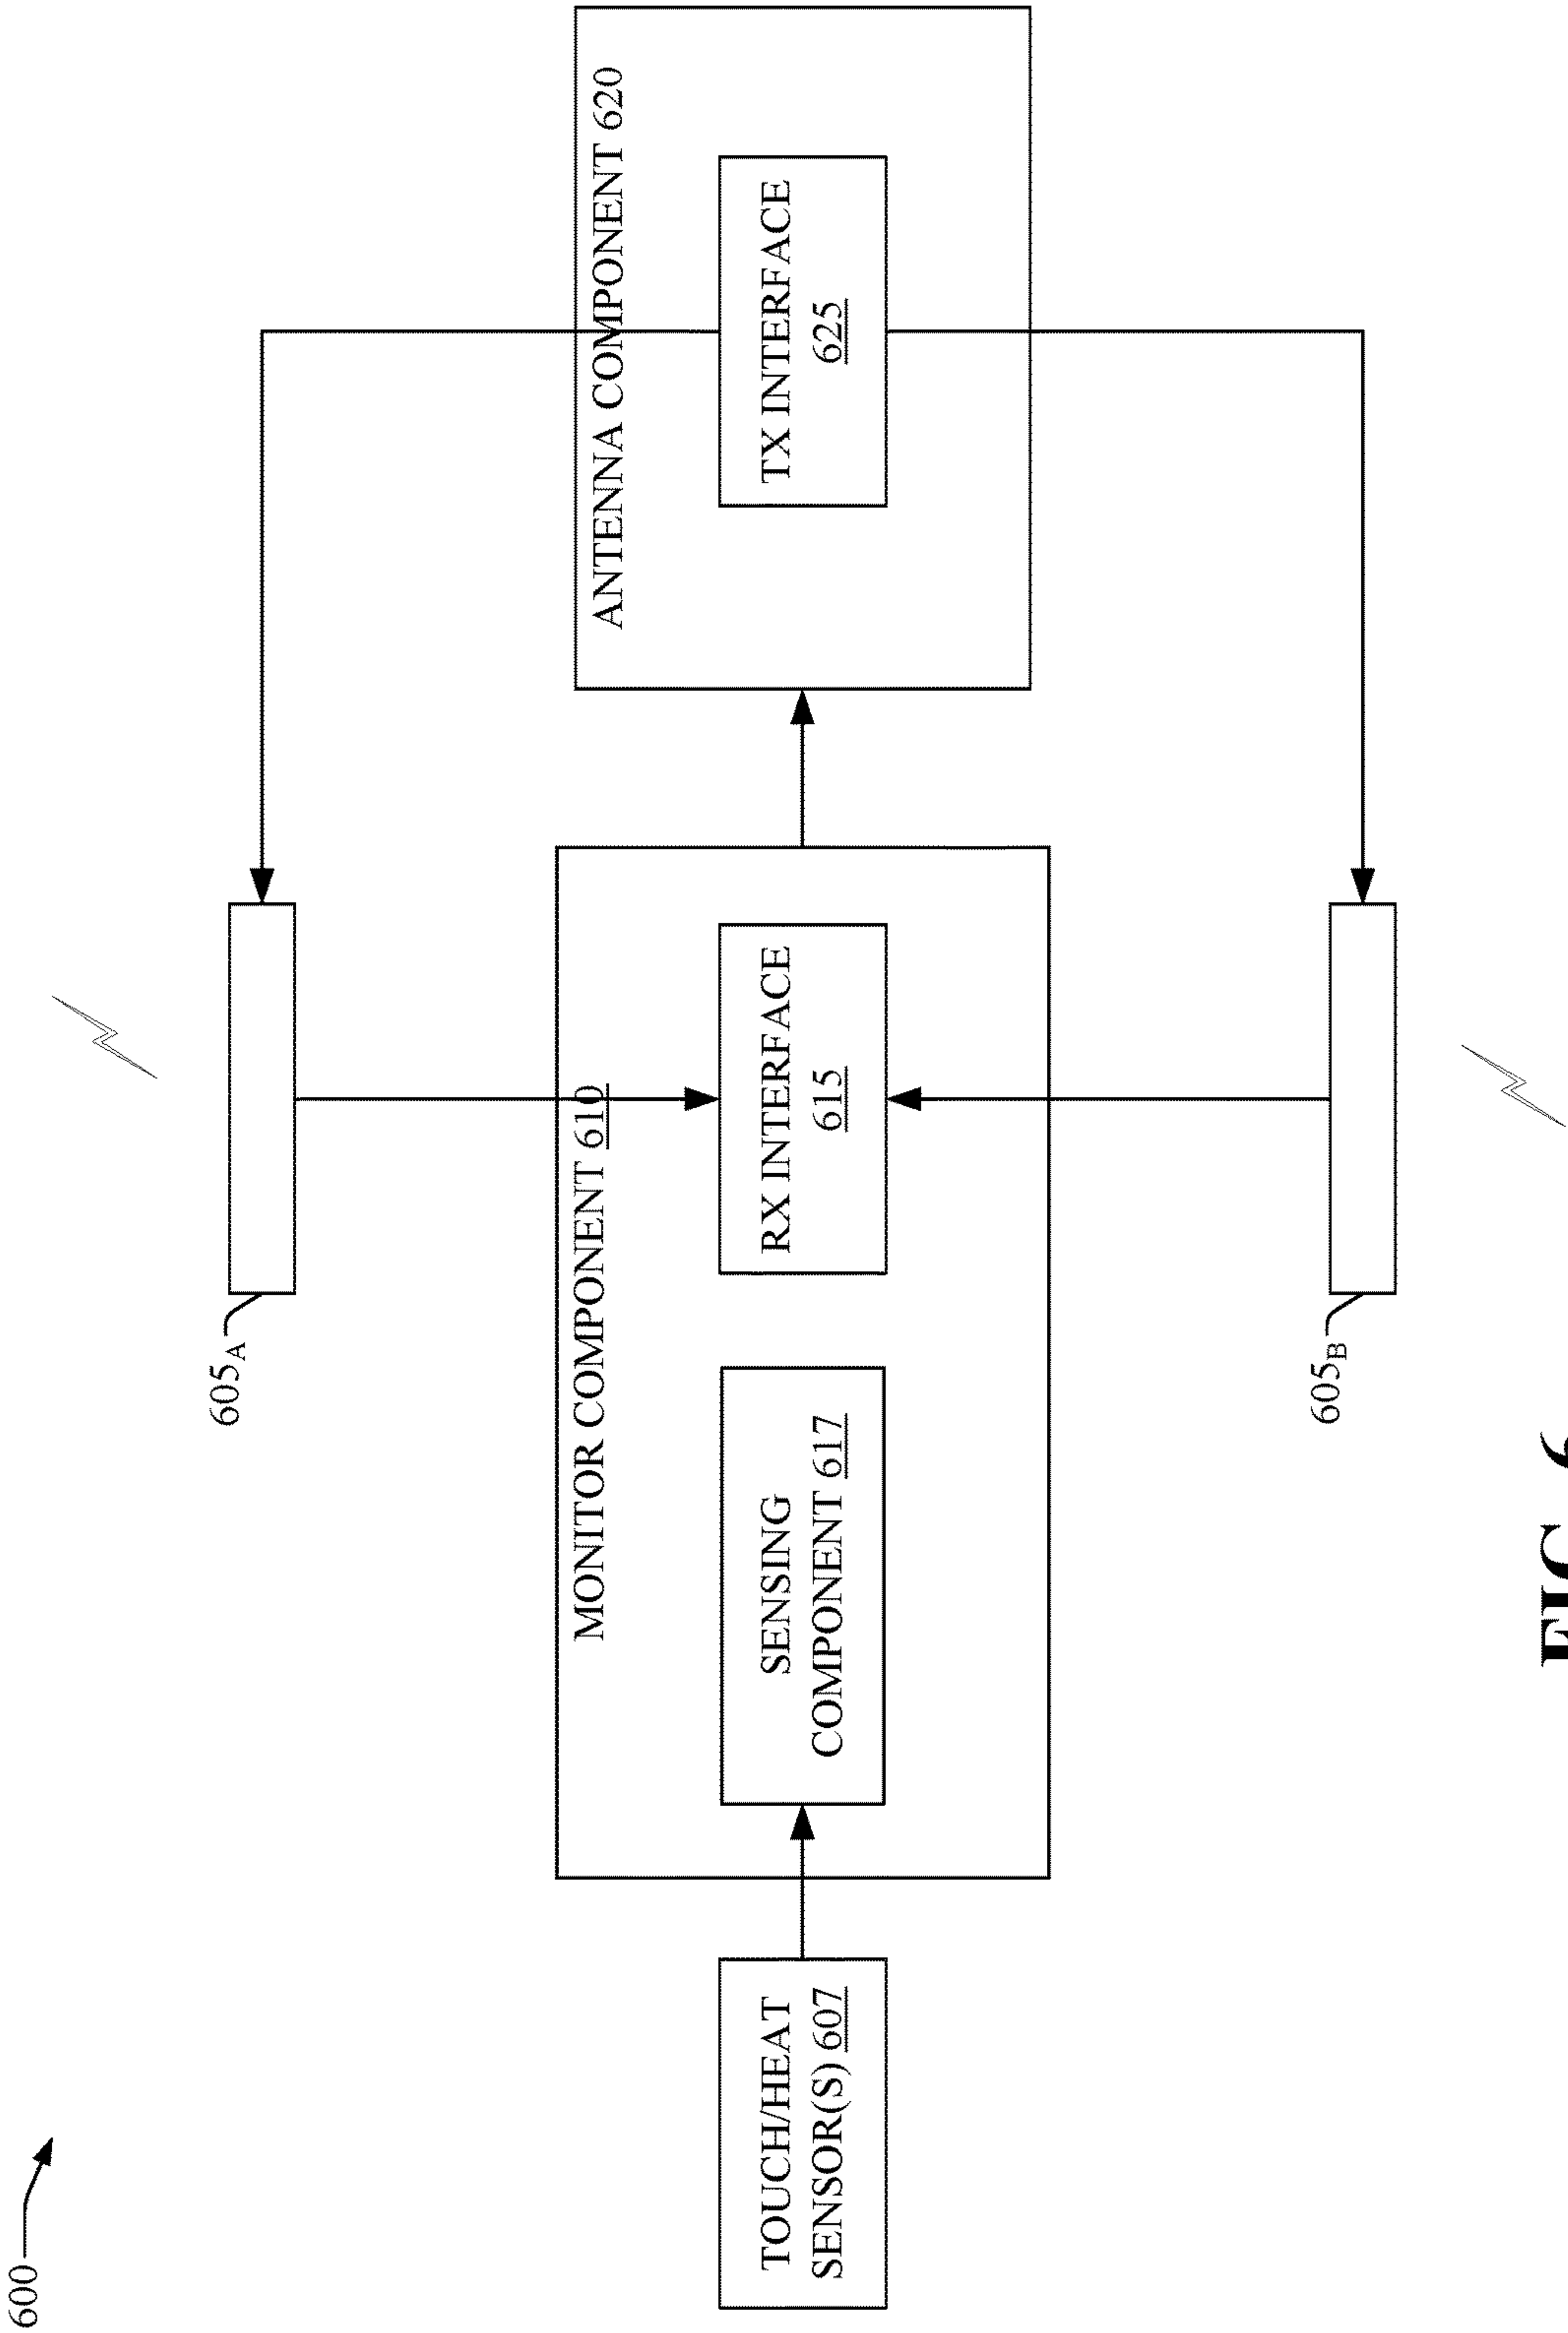 600
605A
ANTENNA COMPONENT 620
MONITOR COMPONENT 610
TOUCH/HEAT
SENSOR(S) 607
SENSING
COMPONENT 617
RX INTERFACE
615
TX INTERFACE
625
605B